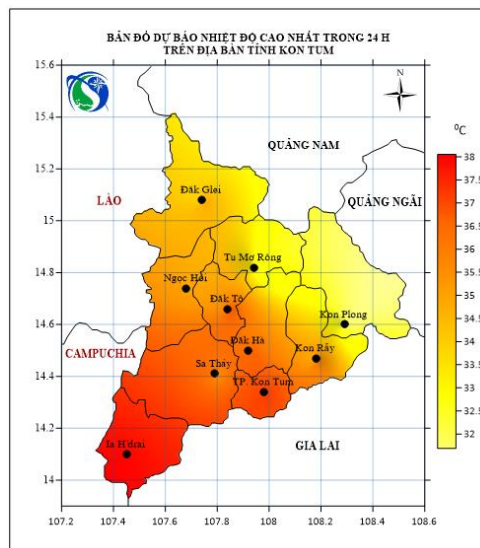 BẢN ĐỒ DỰ BÁO NHIỆT ĐỘ CAO NHẤT TRONG 24 H
TRÊN ĐỊA BÀN TỈNH KON TUM
15.6
N
⁰C
15.4
38
QUẢNG NAM
37.5
15.2
Đăk Glei
QUẢNG NGÃI
37
LÀO
36.5
15
36
Tu Mơ Rông
35.5
14.8
Ngọc Hồi
35
Đăk Tô
Kon Plong
34.5
14.6
CAMPUCHIA
Đăk Hà
Kon Rẫy
34
Sa Thầy
33.5
14.4
TP. Kon Tum
33
14.2
GIA LAI
32.5
Ia H'drai
32
14
107.2 107.4 107.6 107.8 108 108.2 108.4 108.6